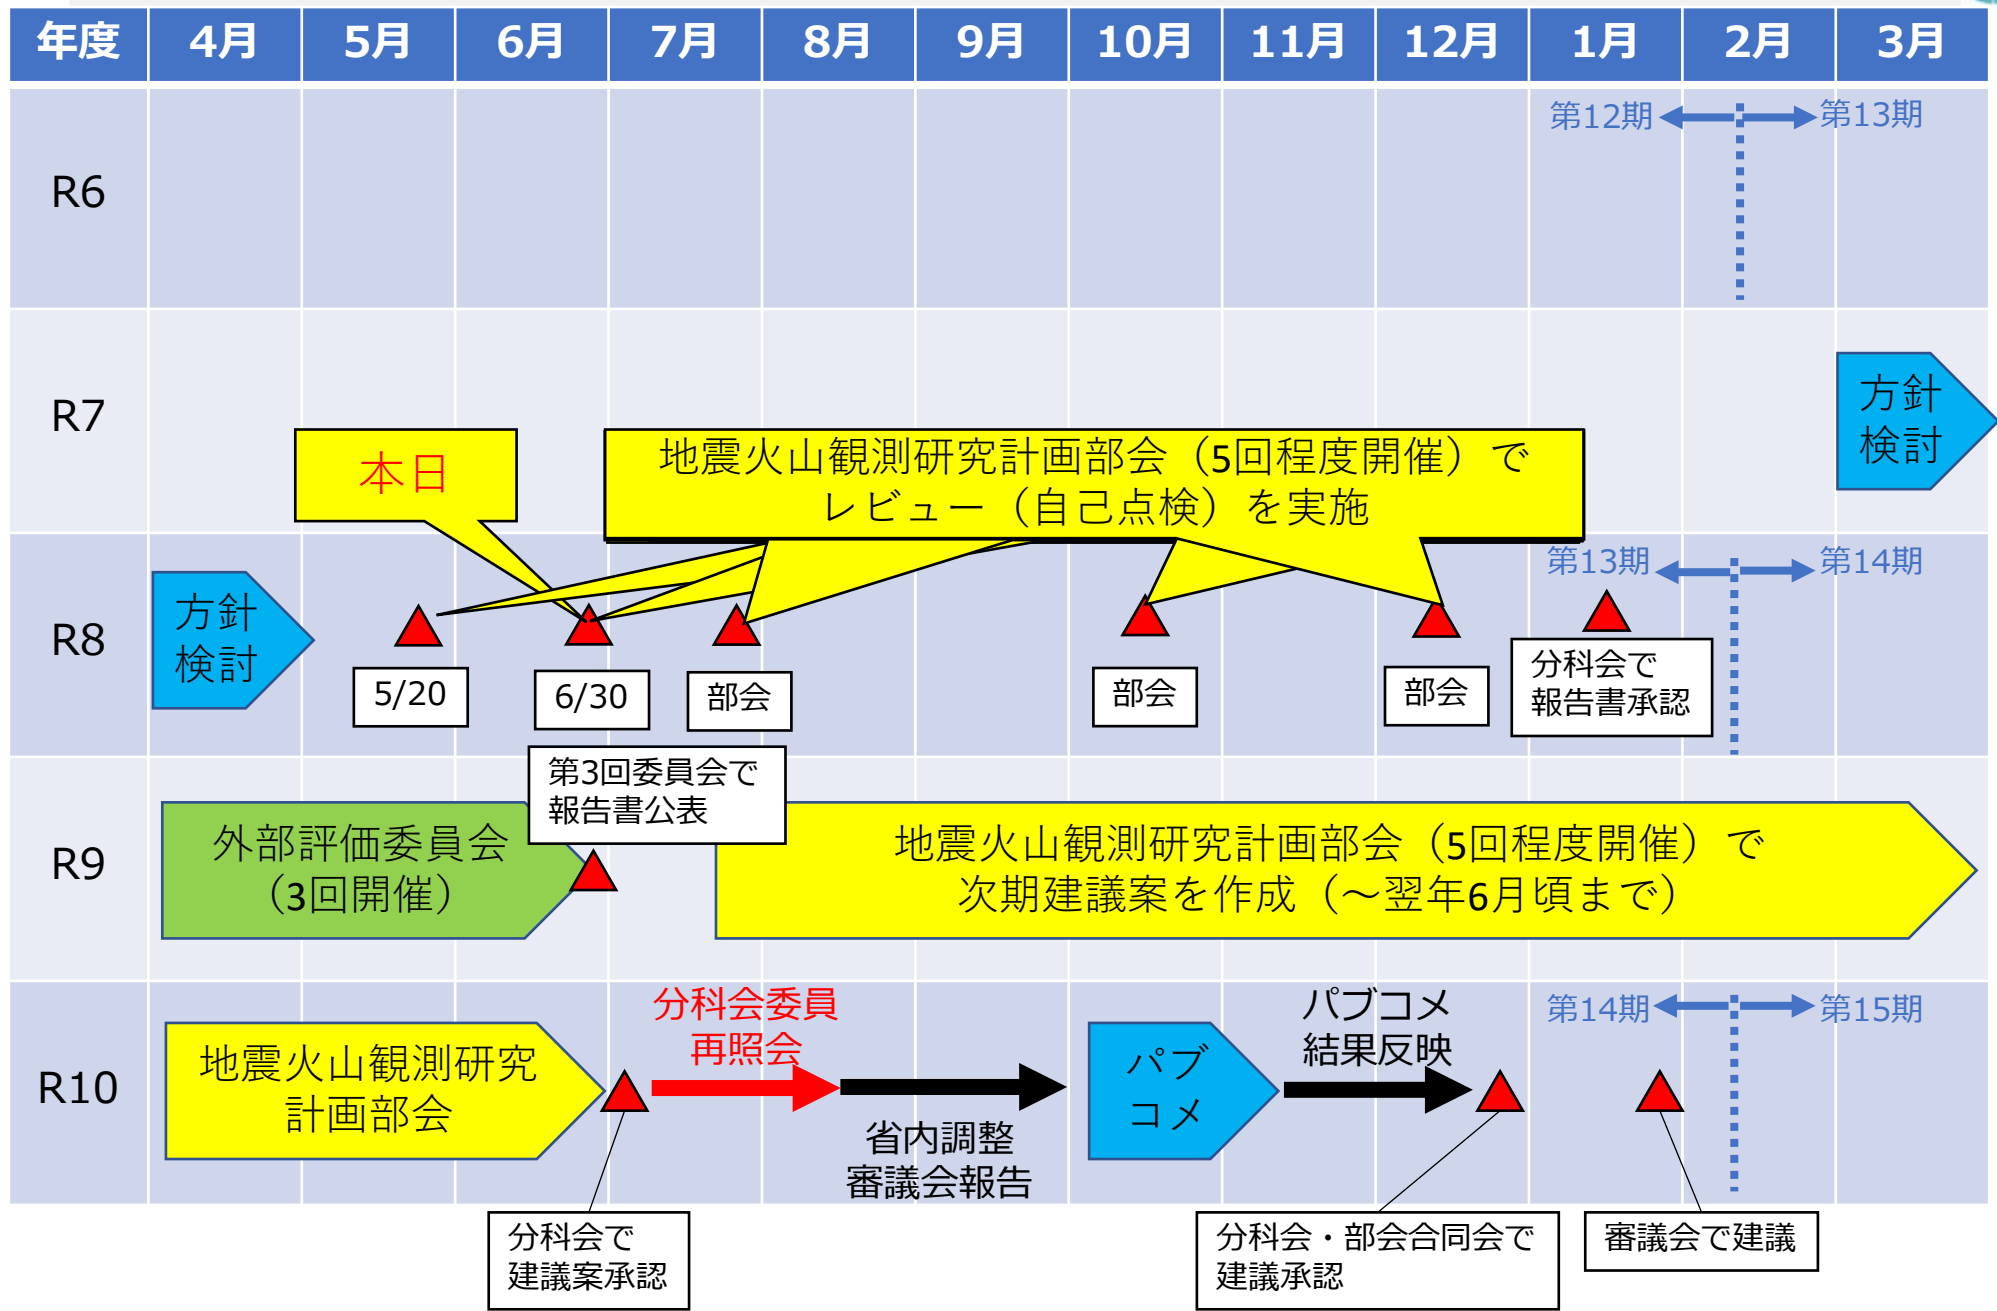 年度 4月 5月 6月 7月 8月 9月 10月 11月 12月 1月 2月 3月
R6
第12期 第13期
R7
方針
検討
本日
地震火山観測研究計画部会（5回程度開催）で
レビュー（自己点検）を実施
R8
方針
検討
第13期 第14期
5/20
6/30
部会
部会
部会
分科会で
報告書承認
R9
外部評価委員会
（3回開催）
第3回委員会で
報告書公表
地震火山観測研究計画部会（5回程度開催）で
次期建議案を作成（～翌年6月頃まで）
R10
地震火山観測研究
計画部会
分科会委員
再照会
省内調整
審議会報告
パブ
コメ
パブコメ
結果反映
第14期 第15期
分科会で
建議案承認
分科会・部会合同会で
建議承認
審議会で建議